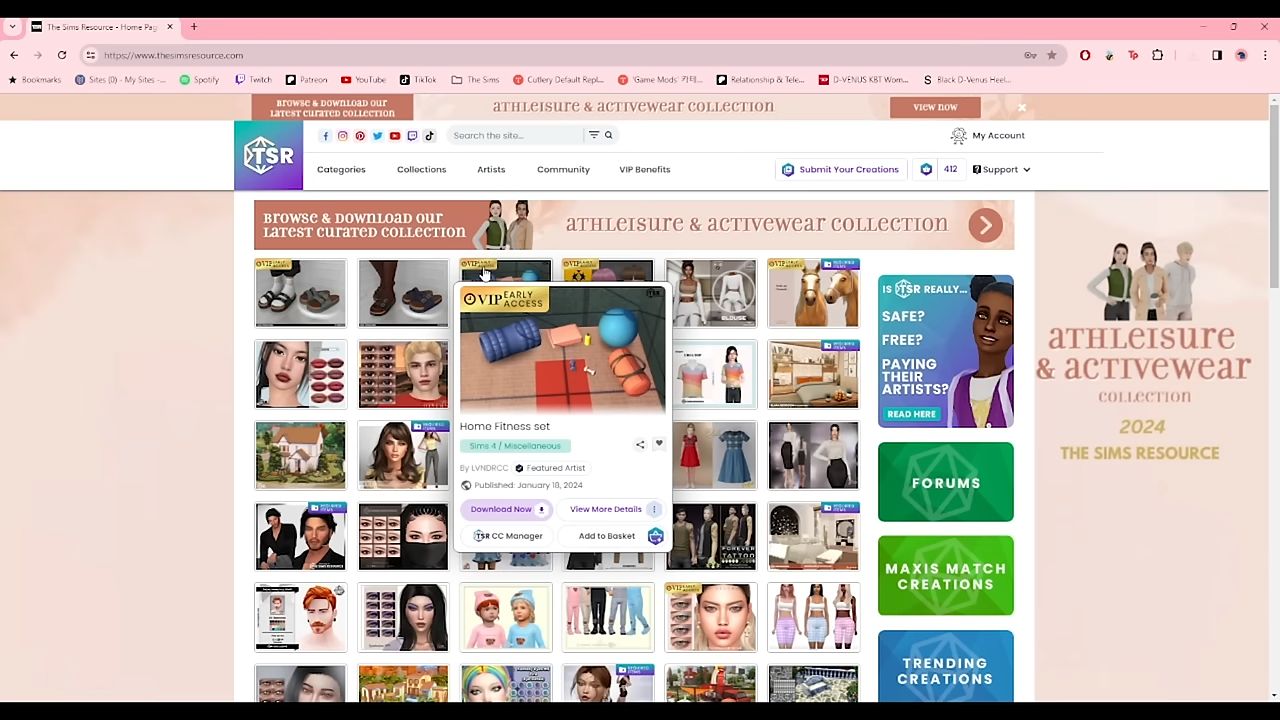 The Sims Resource - Home Pag
https://www.thesimsresource.com
Bookmarks
Sites (0) - My Sites -...
Spotify
Twitch
Patreon
YouTube
TikTok
The Sims
Cutlery Default Repl...
Relationship & Tele...
D-VENUS KBT Wom...
Black D-Venus Heel...
BROWSE & DOWNLOAD OUR
LATEST CURATED COLLECTION
ATHLEISURE & ACTIVEWEAR COLLECTION
VIEW NOW
TSR
Search the site...
My Account
Categories
Collections
Artists
Community
VIP Benefits
Submit Your Creations
412
Support
BROWSE & DOWNLOAD OUR
LATEST CURATED COLLECTION
ATHLEISURE & ACTIVEWEAR COLLECTION
VIP EARLY
ACCESS
Home Fitness set
Sims 4 / Miscellaneous
By LVNDRCC
Featured Artist
Published: January 18, 2024
Download Now
View More Details
TSR CC Manager
Add to Basket
BLOUSE
FOREVER
TATTOO
IS TSR REALLY...
SAFE?
FREE?
PAYING
THEIR
ARTISTS?
READ HERE
FORUMS
MAXIS MATCH
CREATIONS
TRENDING
CREATIONS
ATHLEISURE
& ACTIVEWEAR
COLLECTION
2024
THE SIMS RESOURCE